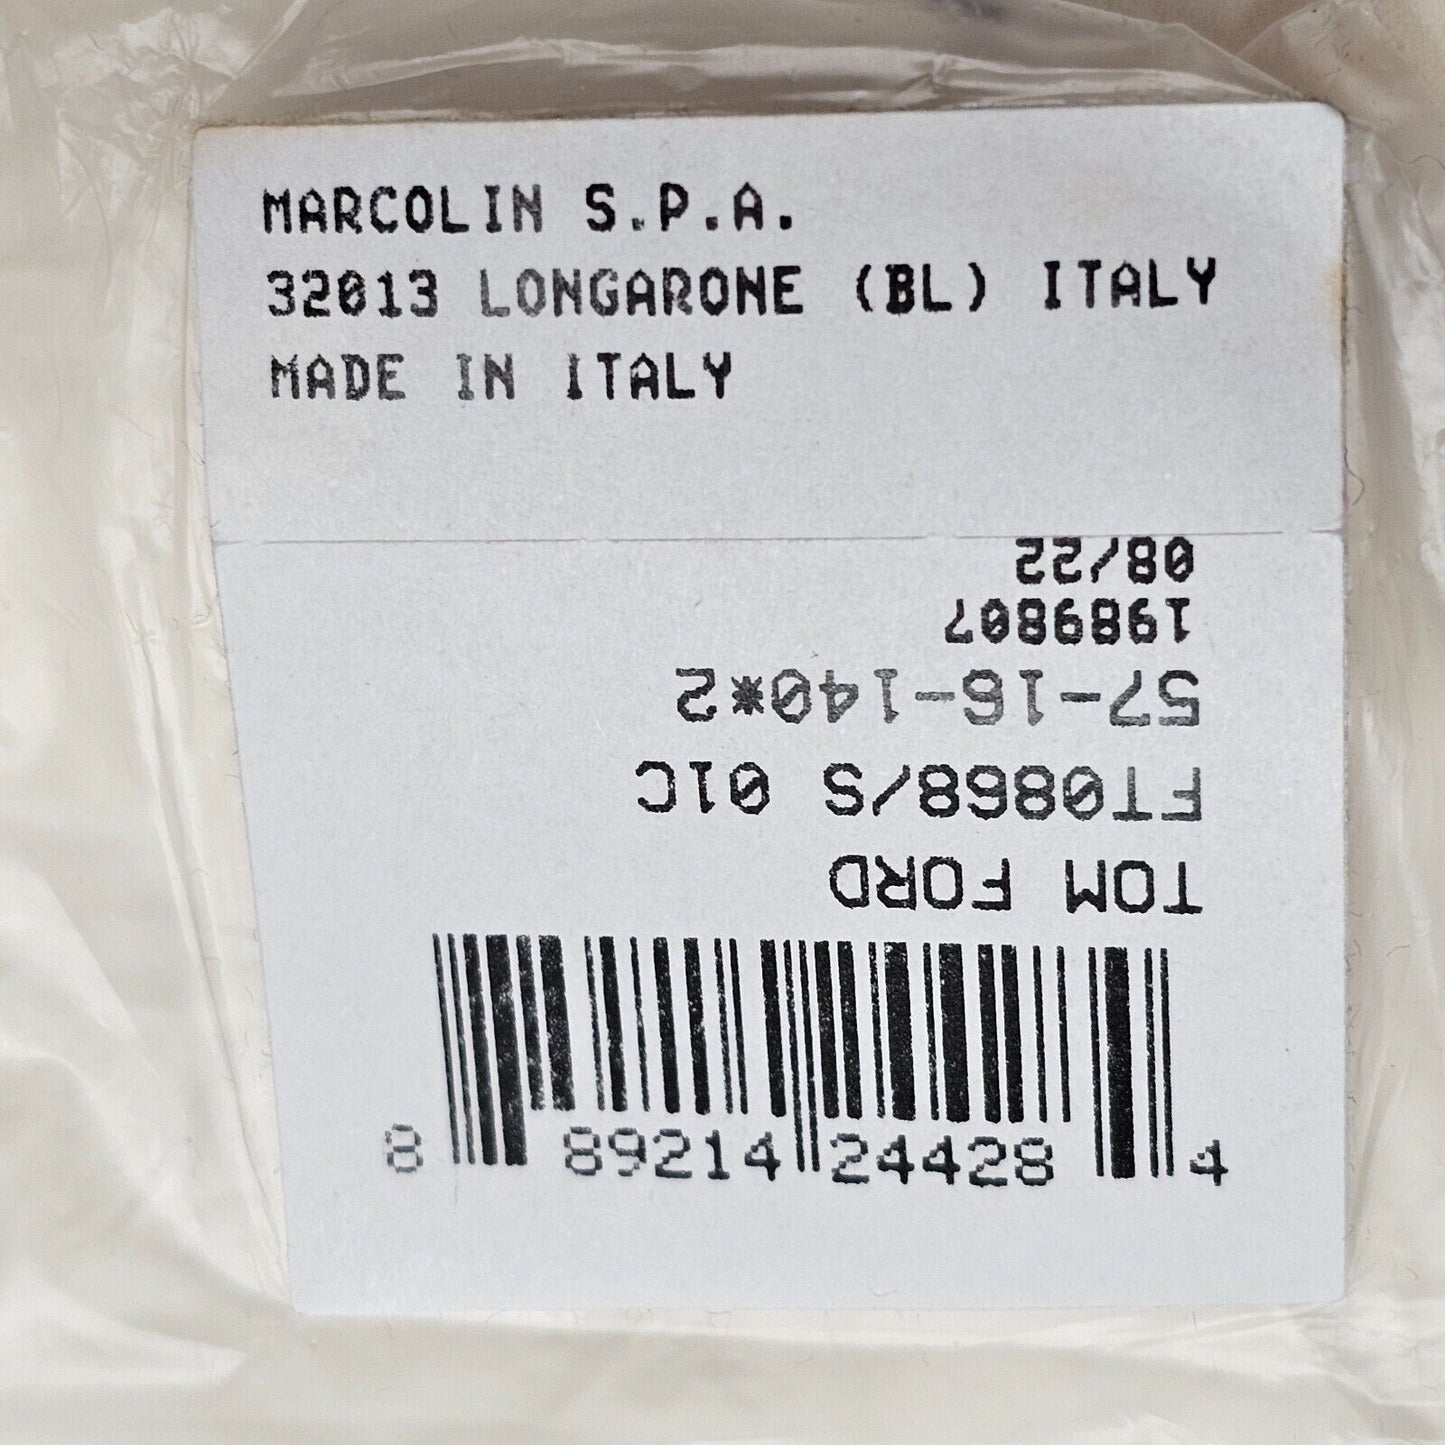 MARCOLIN S.P.A.
32013 LONGARONE (BL) ITALY
MADE IN ITALY
TOM FORD
FT0868/S 01C
57-16-140*2
1989807
08/22
8 89214 24428 4